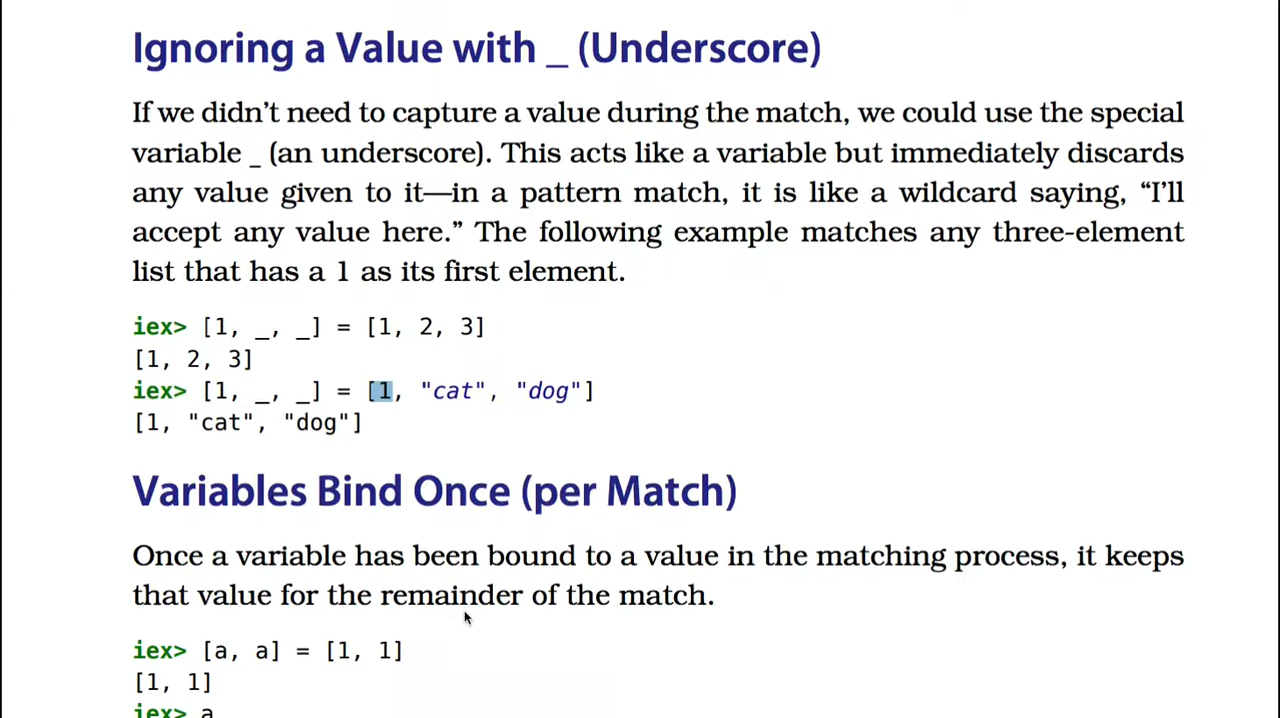 Ignoring a Value with _ (Underscore)
If we didn’t need to capture a value during the match, we could use the special
variable _ (an underscore). This acts like a variable but immediately discards
any value given to it—in a pattern match, it is like a wildcard saying, “I’ll
accept any value here.” The following example matches any three-element
list that has a 1 as its first element.
iex> [1, _, _] = [1, 2, 3]
[1, 2, 3]
iex> [1, _, _] = [1, "cat", "dog"]
[1, "cat", "dog"]
Variables Bind Once (per Match)
Once a variable has been bound to a value in the matching process, it keeps
that value for the remainder of the match.
iex> [a, a] = [1, 1]
[1, 1]
iex> a